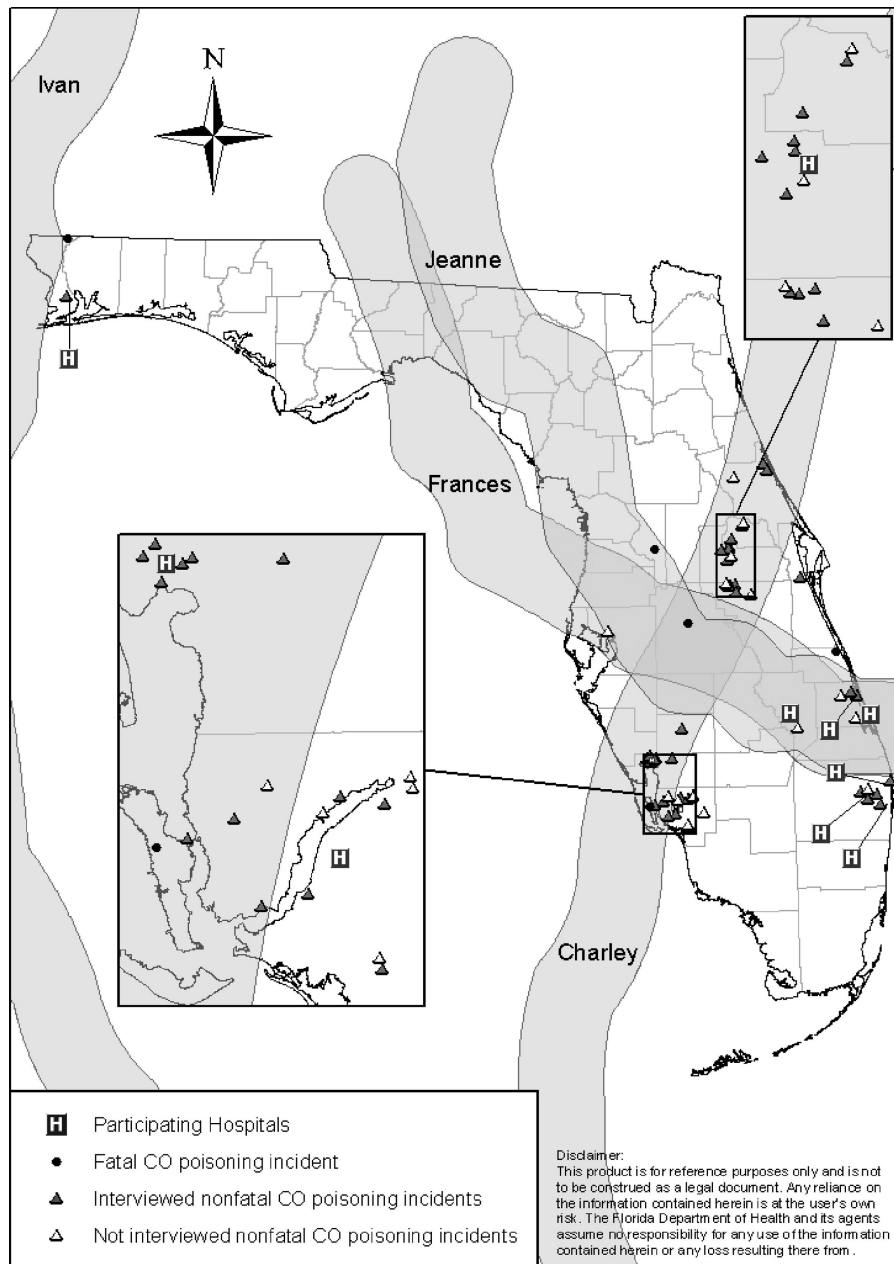 Ivan
N
Jeanne
Frances
Charley
H
H
H
H
H
H
H
H
H
H
H Participating Hospitals
Fatal CO poisoning incident
Interviewed nonfatal CO poisoning incidents
Not interviewed nonfatal CO poisoning incidents
Disclaimer:
This product is for reference purposes only and is not
to be construed as a legal document. Any reliance on
the information contained herein is at the user's own
risk. The Florida Department of Health and its agents
assume no responsibility for any use of the information
contained herein or any loss resulting there from .